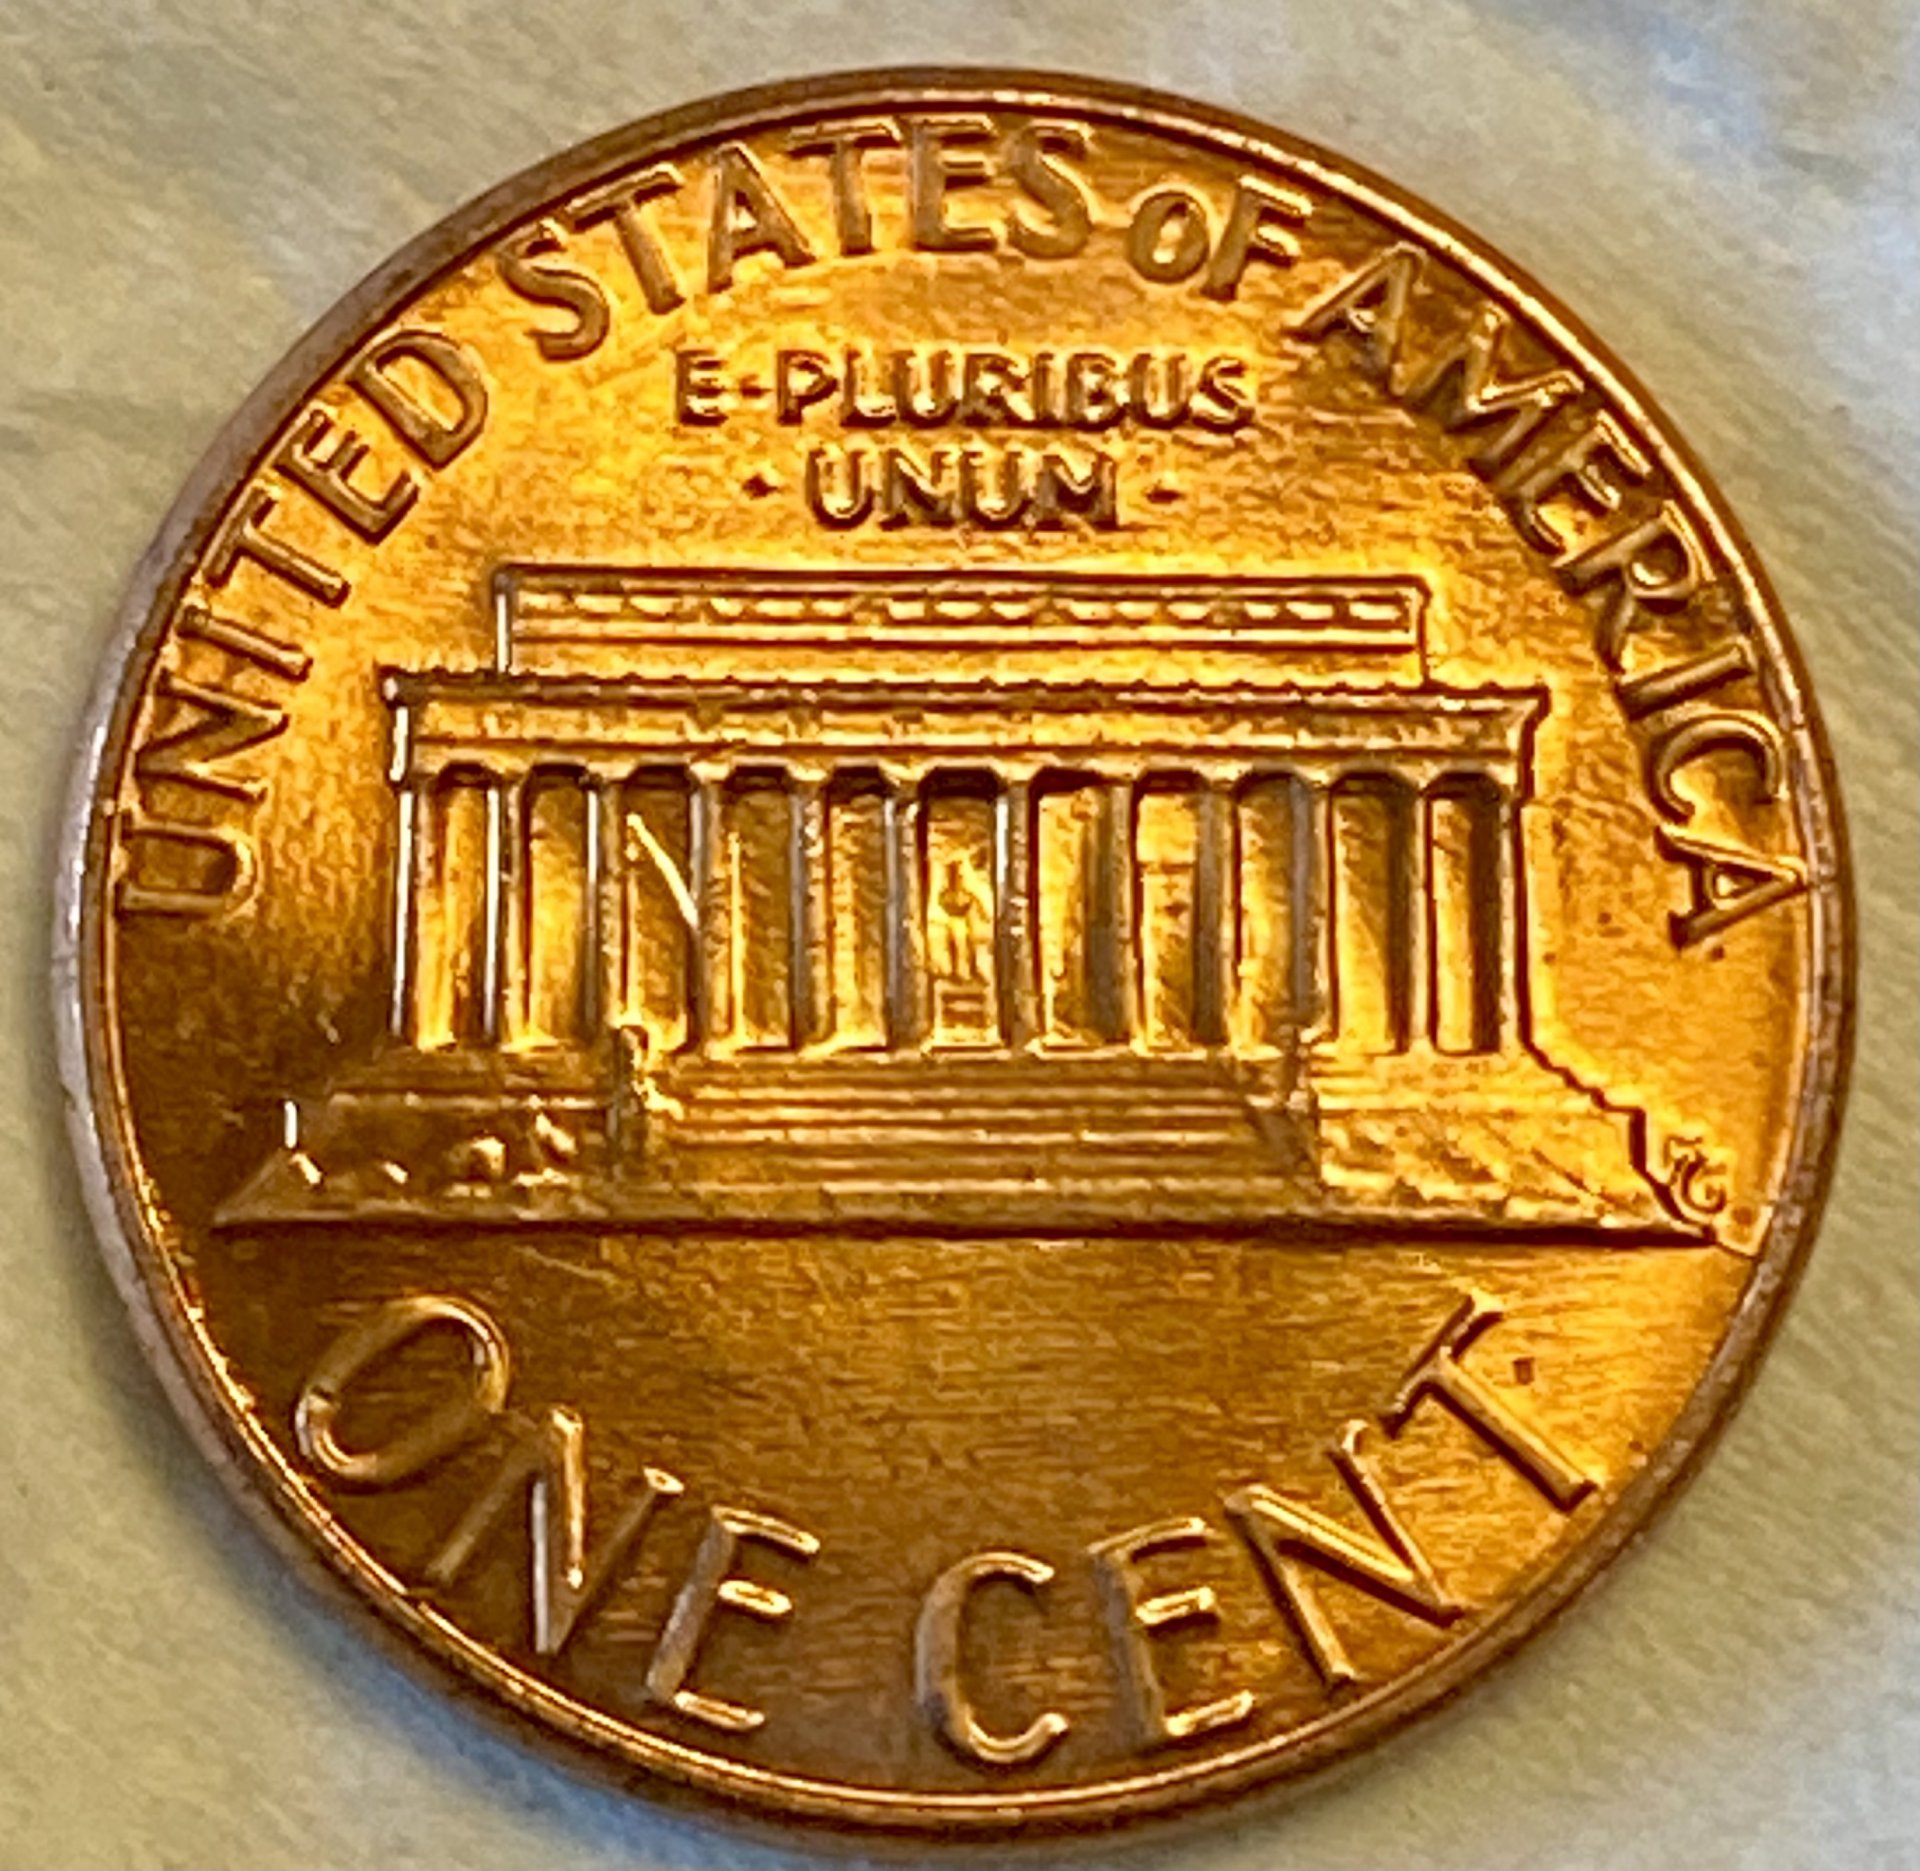 UNITED STATES OF AMERICA
E·PLURIBUS
·UNUM·
ONE CENT